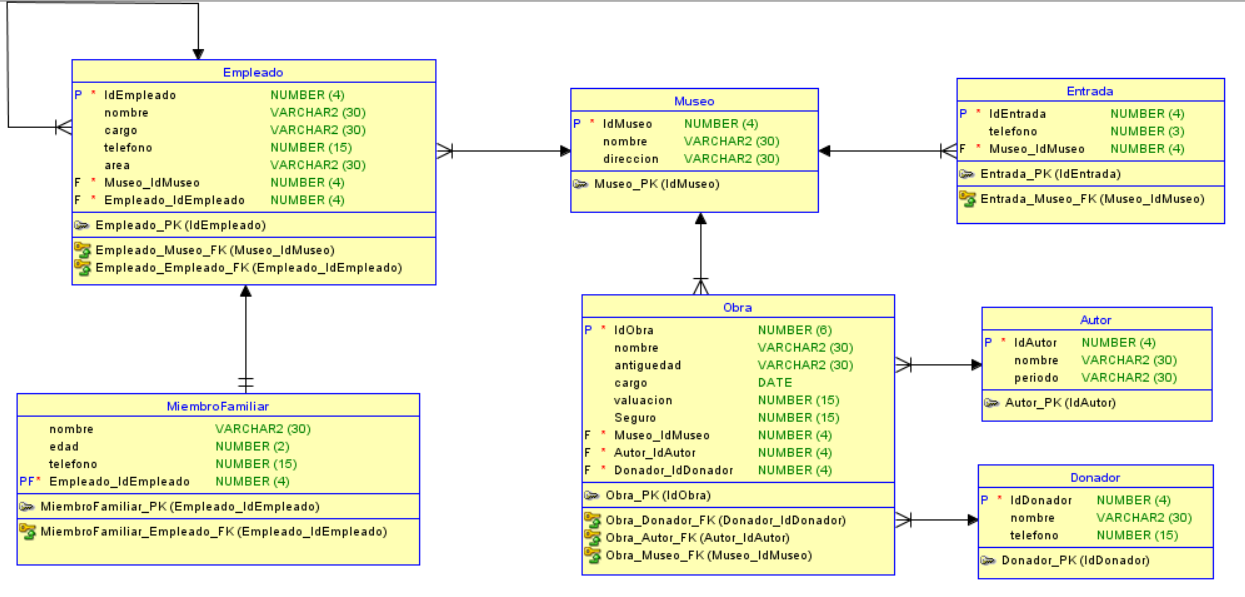 Empleado
P * IdEmpleado NUMBER (4)
nombre VARCHAR2 (30)
cargo VARCHAR2 (30)
telefono NUMBER (15)
area VARCHAR2 (30)
F * Museo_IdMuseo NUMBER (4)
F * Empleado_IdEmpleado NUMBER (4)
Empleado_PK (IdEmpleado)
Empleado_Museo_FK (Museo_IdMuseo)
Empleado_Empleado_FK (Empleado_IdEmpleado)
Museo
P * IdMuseo NUMBER (4)
nombre VARCHAR2 (30)
direccion VARCHAR2 (30)
Museo_PK (IdMuseo)
Entrada
P * IdEntrada NUMBER (4)
telefono NUMBER (3)
F * Museo_IdMuseo NUMBER (4)
Entrada_PK (IdEntrada)
Entrada_Museo_FK (Museo_IdMuseo)
MiembroFamiliar
nombre VARCHAR2 (30)
edad NUMBER (2)
telefono NUMBER (15)
PF* Empleado_IdEmpleado NUMBER (4)
MiembroFamiliar_PK (Empleado_IdEmpleado)
MiembroFamiliar_Empleado_FK (Empleado_IdEmpleado)
Obra
P * IdObra NUMBER (6)
nombre VARCHAR2 (30)
antiguedad VARCHAR2 (30)
cargo DATE
valuacion NUMBER (15)
Seguro NUMBER (15)
F * Museo_IdMuseo NUMBER (4)
F * Autor_IdAutor NUMBER (4)
F * Donador_IdDonador NUMBER (4)
Obra_PK (IdObra)
Obra_Donador_FK (Donador_IdDonador)
Obra_Autor_FK (Autor_IdAutor)
Obra_Museo_FK (Museo_IdMuseo)
Autor
P * IdAutor NUMBER (4)
nombre VARCHAR2 (30)
periodo VARCHAR2 (30)
Autor_PK (IdAutor)
Donador
P * IdDonador NUMBER (4)
nombre VARCHAR2 (30)
telefono NUMBER (15)
Donador_PK (IdDonador)